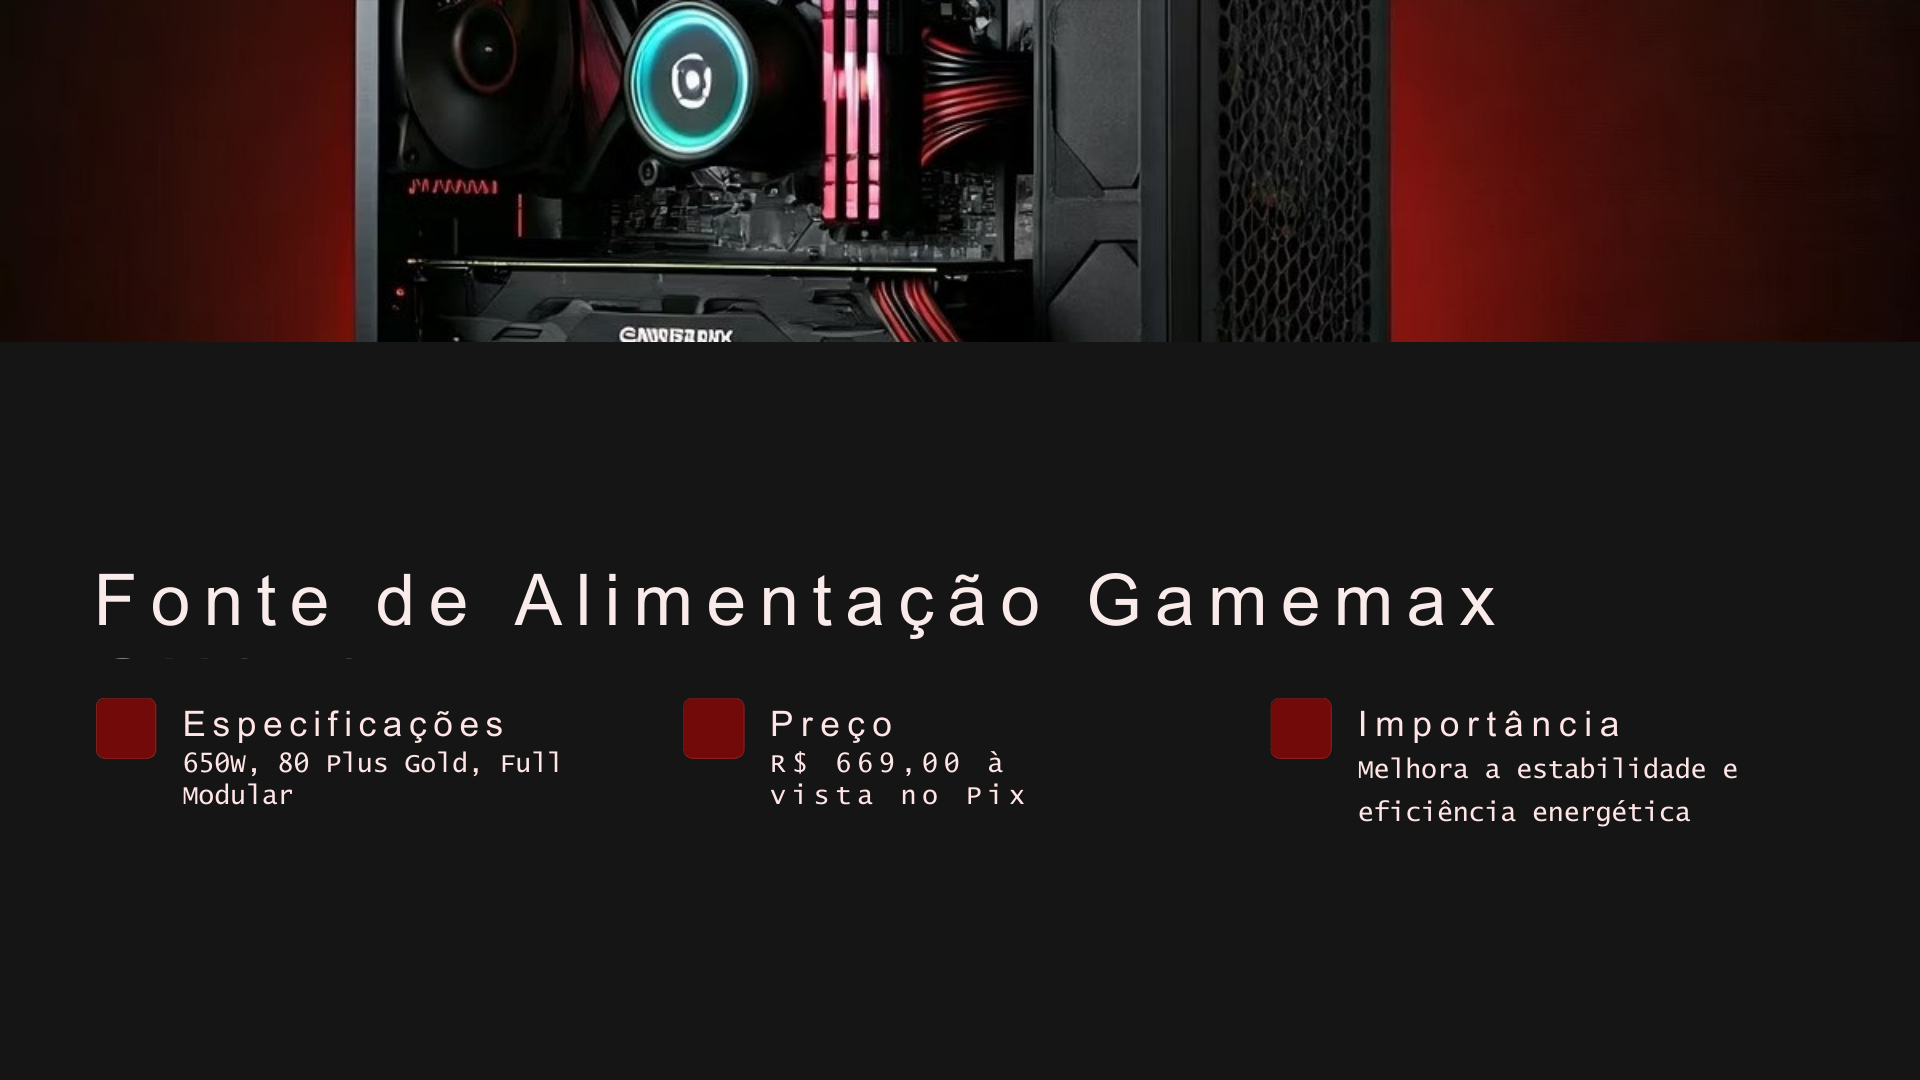 Fonte de Alimentação Gamemax
Especificações
650W, 80 Plus Gold, Full
Modular
Preço
R$ 669,00 à
vista no Pix
Importância
Melhora a estabilidade e
eficiência energética